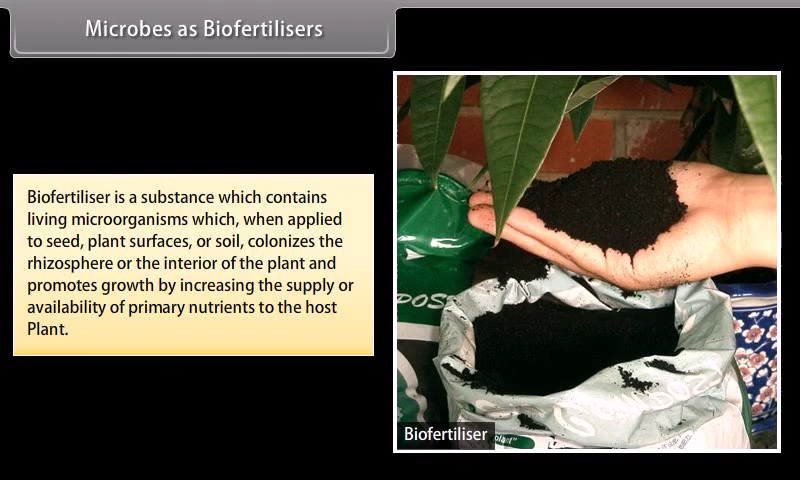 Microbes as Biofertilisers
Biofertiliser is a substance which contains
living microorganisms which, when applied
to seed, plant surfaces, or soil, colonizes the
rhizosphere or the interior of the plant and
promotes growth by increasing the supply or
availability of primary nutrients to the host
Plant.
POS
Biofertiliser